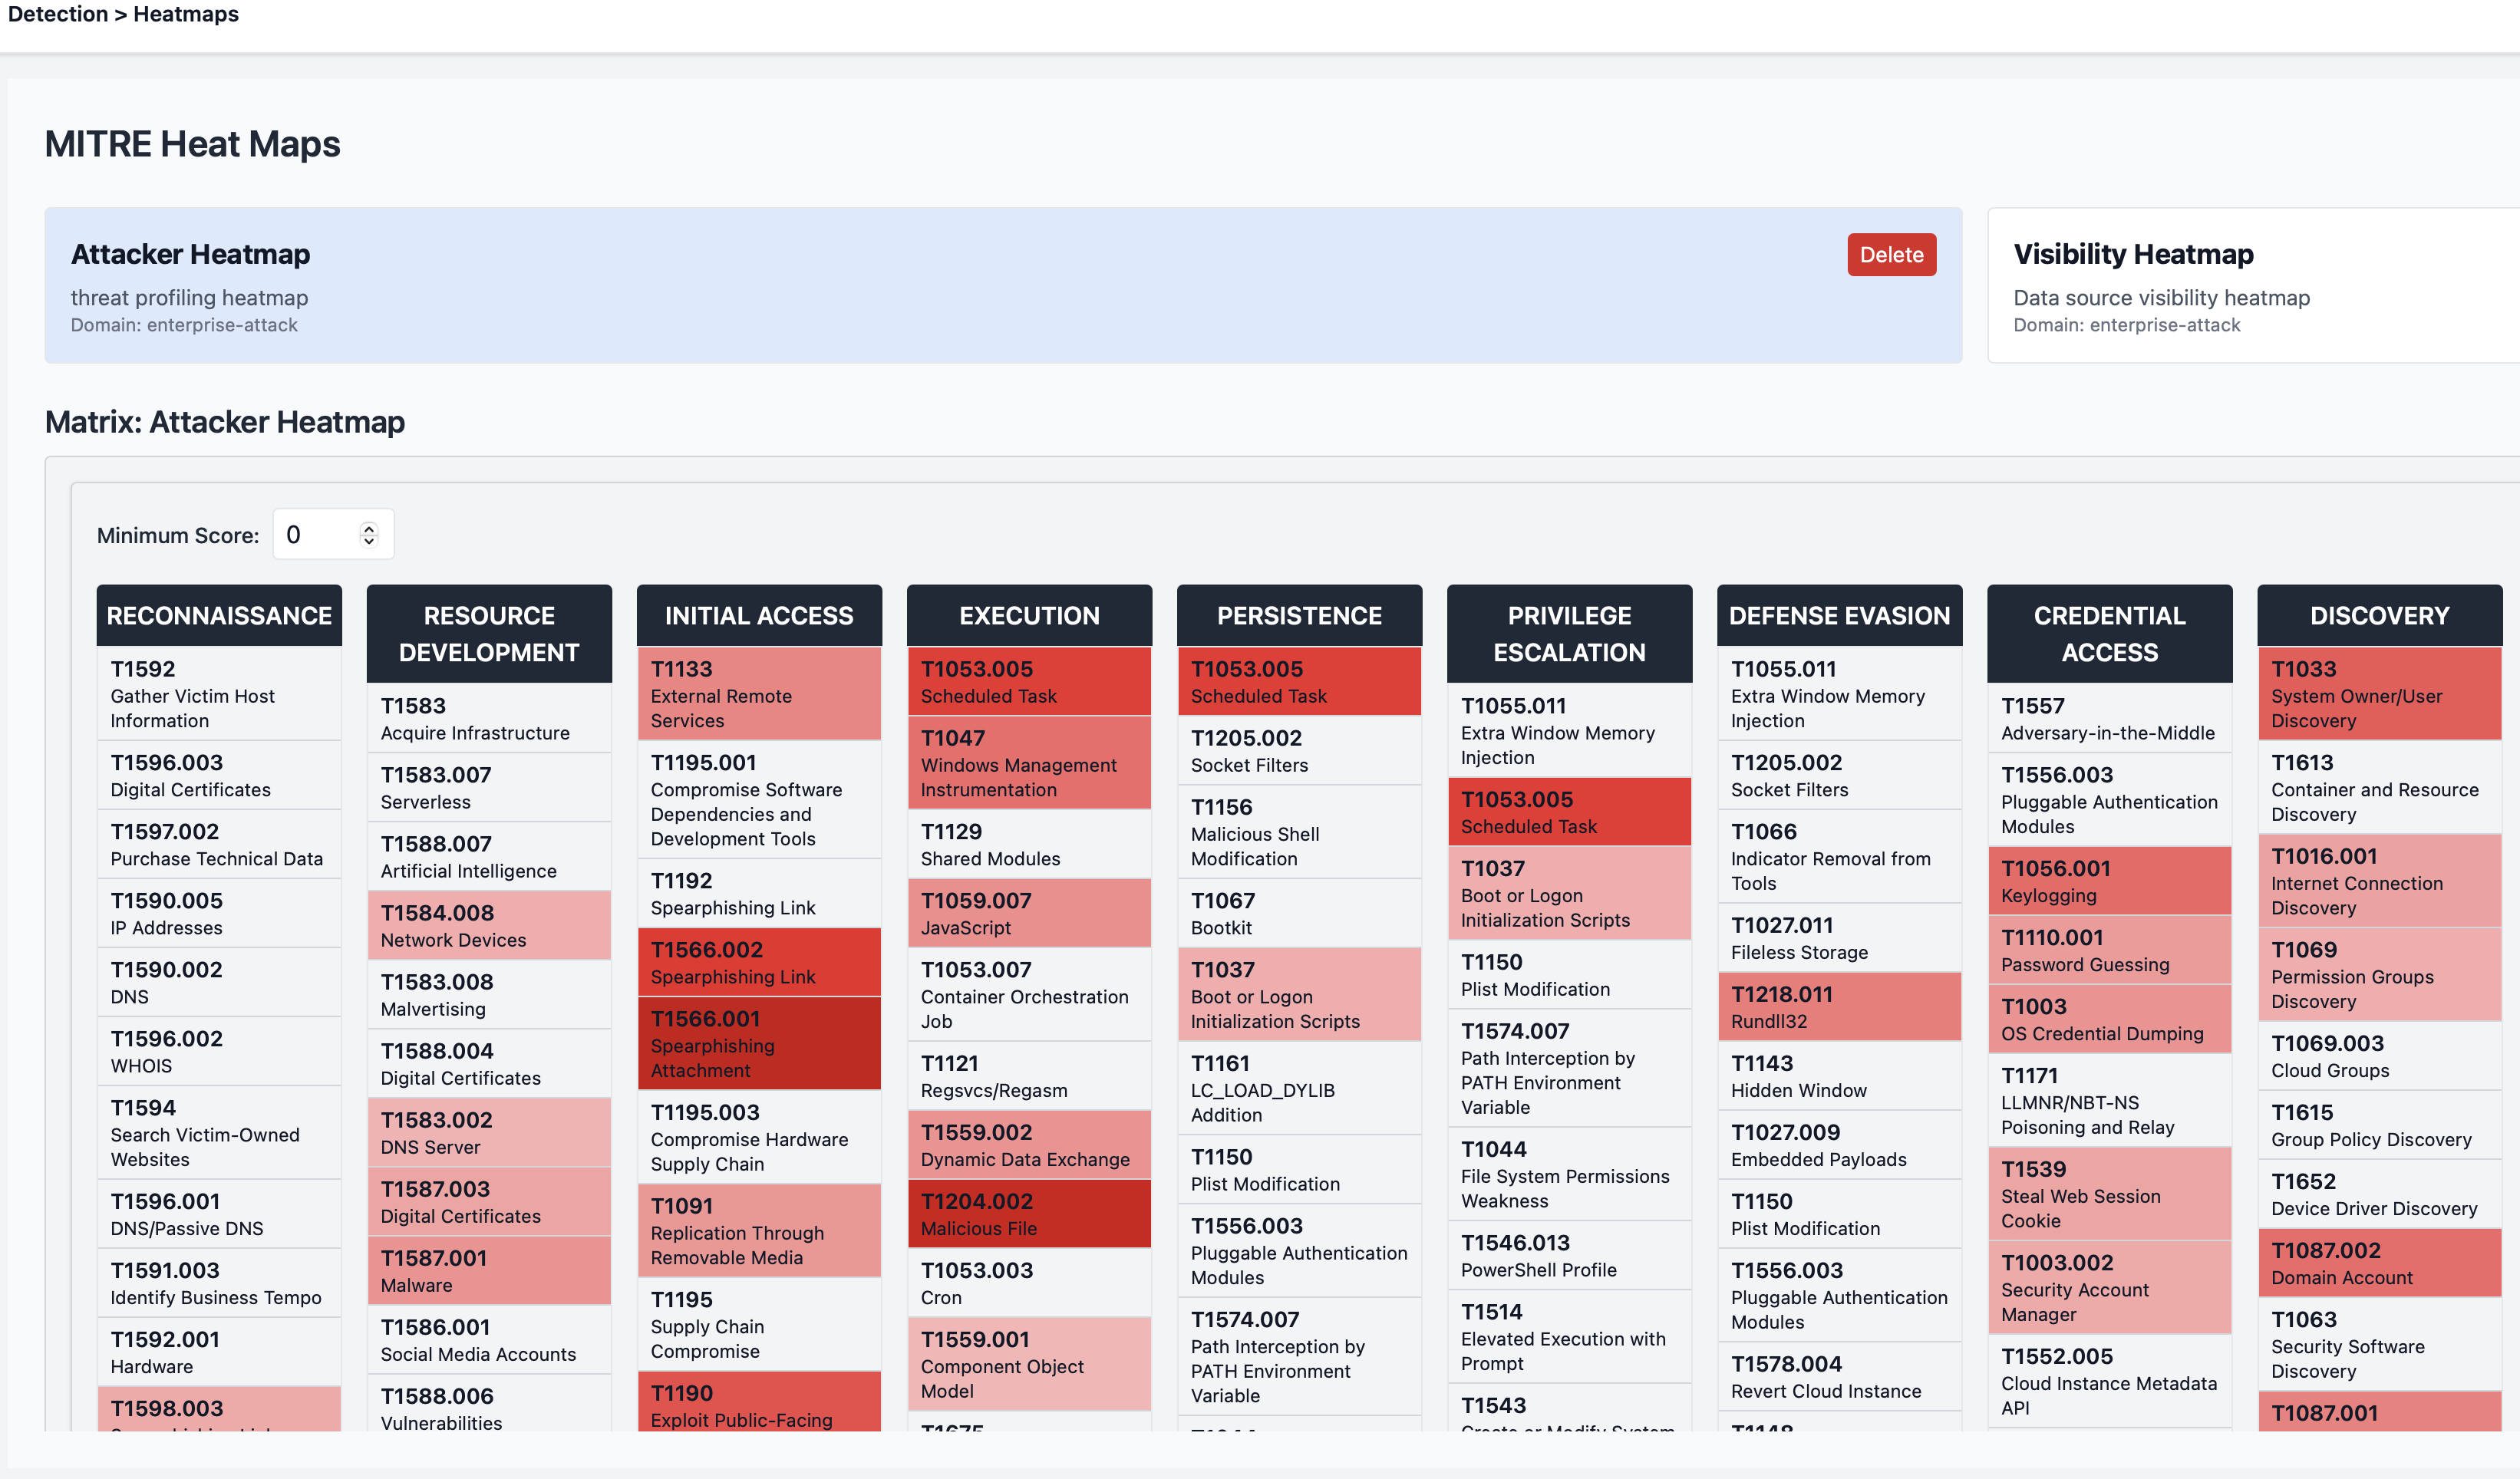 Detection > Heatmaps
MITRE Heat Maps
Attacker Heatmap
Delete
threat profiling heatmap
Domain: enterprise-attack
Visibility Heatmap
Data source visibility heatmap
Domain: enterprise-attack
Matrix: Attacker Heatmap
Minimum Score: 0
RECONNAISSANCE
T1592
Gather Victim Host
Information
T1596.003
Digital Certificates
T1597.002
Purchase Technical Data
T1590.005
IP Addresses
T1590.002
DNS
T1596.002
WHOIS
T1594
Search Victim-Owned
Websites
T1596.001
DNS/Passive DNS
T1591.003
Identify Business Tempo
T1592.001
Hardware
T1598.003
RESOURCE
DEVELOPMENT
T1583
Acquire Infrastructure
T1583.007
Serverless
T1588.007
Artificial Intelligence
T1584.008
Network Devices
T1583.008
Malvertising
T1588.004
Digital Certificates
T1583.002
DNS Server
T1587.003
Digital Certificates
T1587.001
Malware
T1586.001
Social Media Accounts
T1588.006
Vulnerabilities
INITIAL ACCESS
T1133
External Remote
Services
T1195.001
Compromise Software
Dependencies and
Development Tools
T1192
Spearphishing Link
T1566.002
Spearphishing Link
T1566.001
Spearphishing
Attachment
T1195.003
Compromise Hardware
Supply Chain
T1091
Replication Through
Removable Media
T1195
Supply Chain
Compromise
T1190
Exploit Public-Facing
EXECUTION
T1053.005
Scheduled Task
T1047
Windows Management
Instrumentation
T1129
Shared Modules
T1059.007
JavaScript
T1053.007
Container Orchestration
Job
T1121
Regsvcs/Regasm
T1559.002
Dynamic Data Exchange
T1204.002
Malicious File
T1053.003
Cron
T1559.001
Component Object
Model
PERSISTENCE
T1053.005
Scheduled Task
T1205.002
Socket Filters
T1156
Malicious Shell
Modification
T1067
Bootkit
T1037
Boot or Logon
Initialization Scripts
T1161
LC_LOAD_DYLIB
Addition
T1150
Plist Modification
T1556.003
Pluggable Authentication
Modules
T1574.007
Path Interception by
PATH Environment
Variable
PRIVILEGE
ESCALATION
T1055.011
Extra Window Memory
Injection
T1053.005
Scheduled Task
T1037
Boot or Logon
Initialization Scripts
T1150
Plist Modification
T1574.007
Path Interception by
PATH Environment
Variable
T1044
File System Permissions
Weakness
T1546.013
PowerShell Profile
T1514
Elevated Execution with
Prompt
T1543
DEFENSE EVASION
T1055.011
Extra Window Memory
Injection
T1205.002
Socket Filters
T1066
Indicator Removal from
Tools
T1027.011
Fileless Storage
T1218.011
Rundll32
T1143
Hidden Window
T1027.009
Embedded Payloads
T1150
Plist Modification
T1556.003
Pluggable Authentication
Modules
T1578.004
Revert Cloud Instance
CREDENTIAL
ACCESS
T1557
Adversary-in-the-Middle
T1556.003
Pluggable Authentication
Modules
T1056.001
Keylogging
T1110.001
Password Guessing
T1003
OS Credential Dumping
T1171
LLMNR/NBT-NS
Poisoning and Relay
T1539
Steal Web Session
Cookie
T1003.002
Security Account
Manager
T1552.005
Cloud Instance Metadata
API
DISCOVERY
T1033
System Owner/User
Discovery
T1613
Container and Resource
Discovery
T1016.001
Internet Connection
Discovery
T1069
Permission Groups
Discovery
T1069.003
Cloud Groups
T1615
Group Policy Discovery
T1652
Device Driver Discovery
T1087.002
Domain Account
T1063
Security Software
Discovery
T1087.001